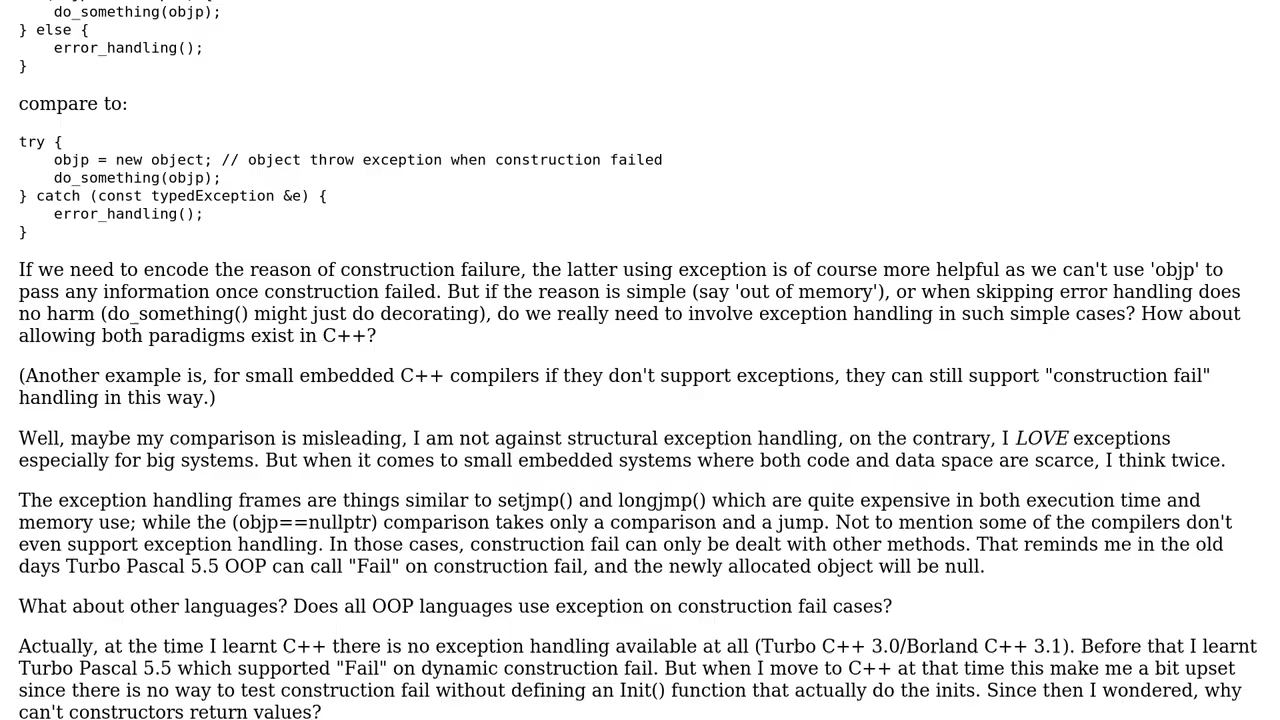 do_something(objp);
} else {
error_handling();
}
compare to:
try {
objp = new object; // object throw exception when construction failed
do_something(objp);
} catch (const typedException &e) {
error_handling();
}
If we need to encode the reason of construction failure, the latter using exception is of course more helpful as we can't use 'objp' to
pass any information once construction failed. But if the reason is simple (say 'out of memory'), or when skipping error handling does
no harm (do_something() might just do decorating), do we really need to involve exception handling in such simple cases? How about
allowing both paradigms exist in C++?
(Another example is, for small embedded C++ compilers if they don't support exceptions, they can still support "construction fail"
handling in this way.)
Well, maybe my comparison is misleading, I am not against structural exception handling, on the contrary, I LOVE exceptions
especially for big systems. But when it comes to small embedded systems where both code and data space are scarce, I think twice.
The exception handling frames are things similar to setjmp() and longjmp() which are quite expensive in both execution time and
memory use; while the (objp==nullptr) comparison takes only a comparison and a jump. Not to mention some of the compilers don't
even support exception handling. In those cases, construction fail can only be dealt with other methods. That reminds me in the old
days Turbo Pascal 5.5 OOP can call "Fail" on construction fail, and the newly allocated object will be null.
What about other languages? Does all OOP languages use exception on construction fail cases?
Actually, at the time I learnt C++ there is no exception handling available at all (Turbo C++ 3.0/Borland C++ 3.1). Before that I learnt
Turbo Pascal 5.5 which supported "Fail" on dynamic construction fail. But when I move to C++ at that time this make me a bit upset
since there is no way to test construction fail without defining an Init() function that actually do the inits. Since then I wondered, why
can't constructors return values?